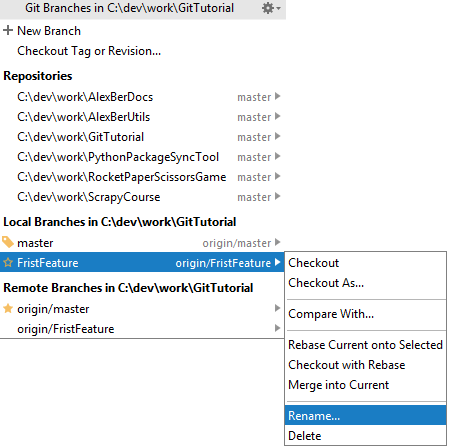 Git Branches in C:\dev\work\GitTutorial
New Branch
Checkout Tag or Revision...
Repositories
C:\dev\work\AlexBerDocs master
C:\dev\work\AlexBerUtils master
C:\dev\work\GitTutorial master
C:\dev\work\PythonPackageSyncTool master
C:\dev\work\RocketPaperScissorsGame master
C:\dev\work\ScrapyCourse master
Local Branches in C:\dev\work\GitTutorial
master origin/master
FristFeature origin/FristFeature
Remote Branches in C:\dev\work\GitTutorial
origin/master
origin/FristFeature
Checkout
Checkout As...
Compare With...
Rebase Current onto Selected
Checkout with Rebase
Merge into Current
Rename...
Delete